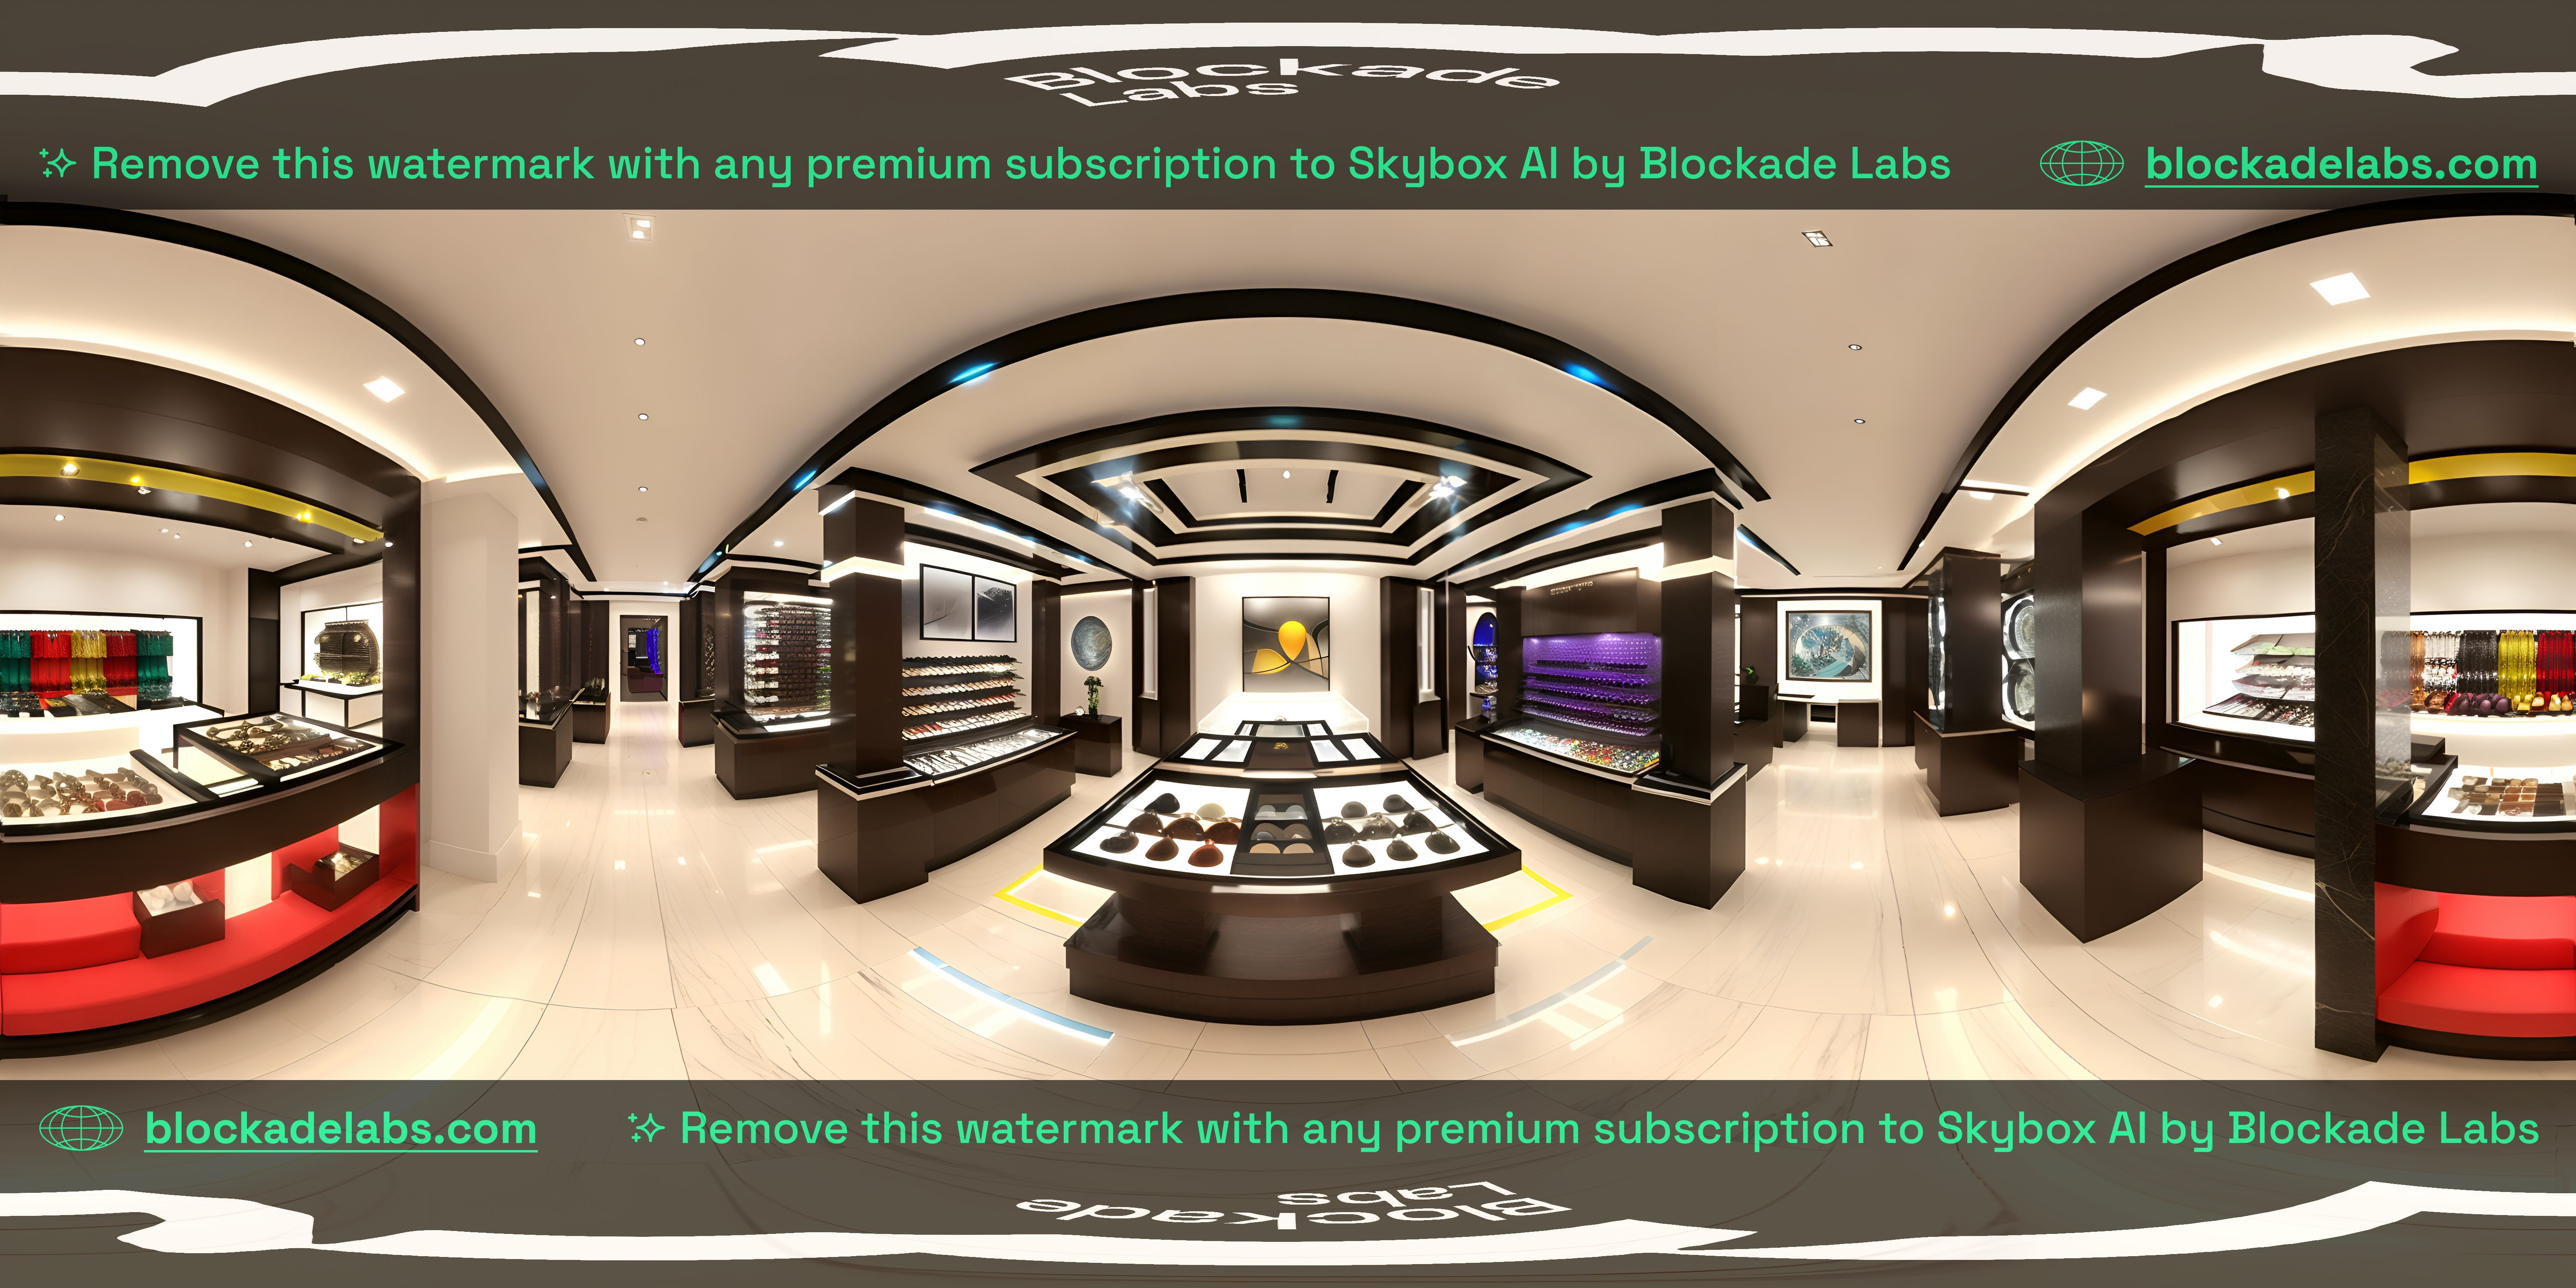 Blockade
Labs
Remove this watermark with any premium subscription to Skybox AI by Blockade Labs
blockadelabs.com
blockadelabs.com
Remove this watermark with any premium subscription to Skybox AI by Blockade Labs
Labs
Blockade